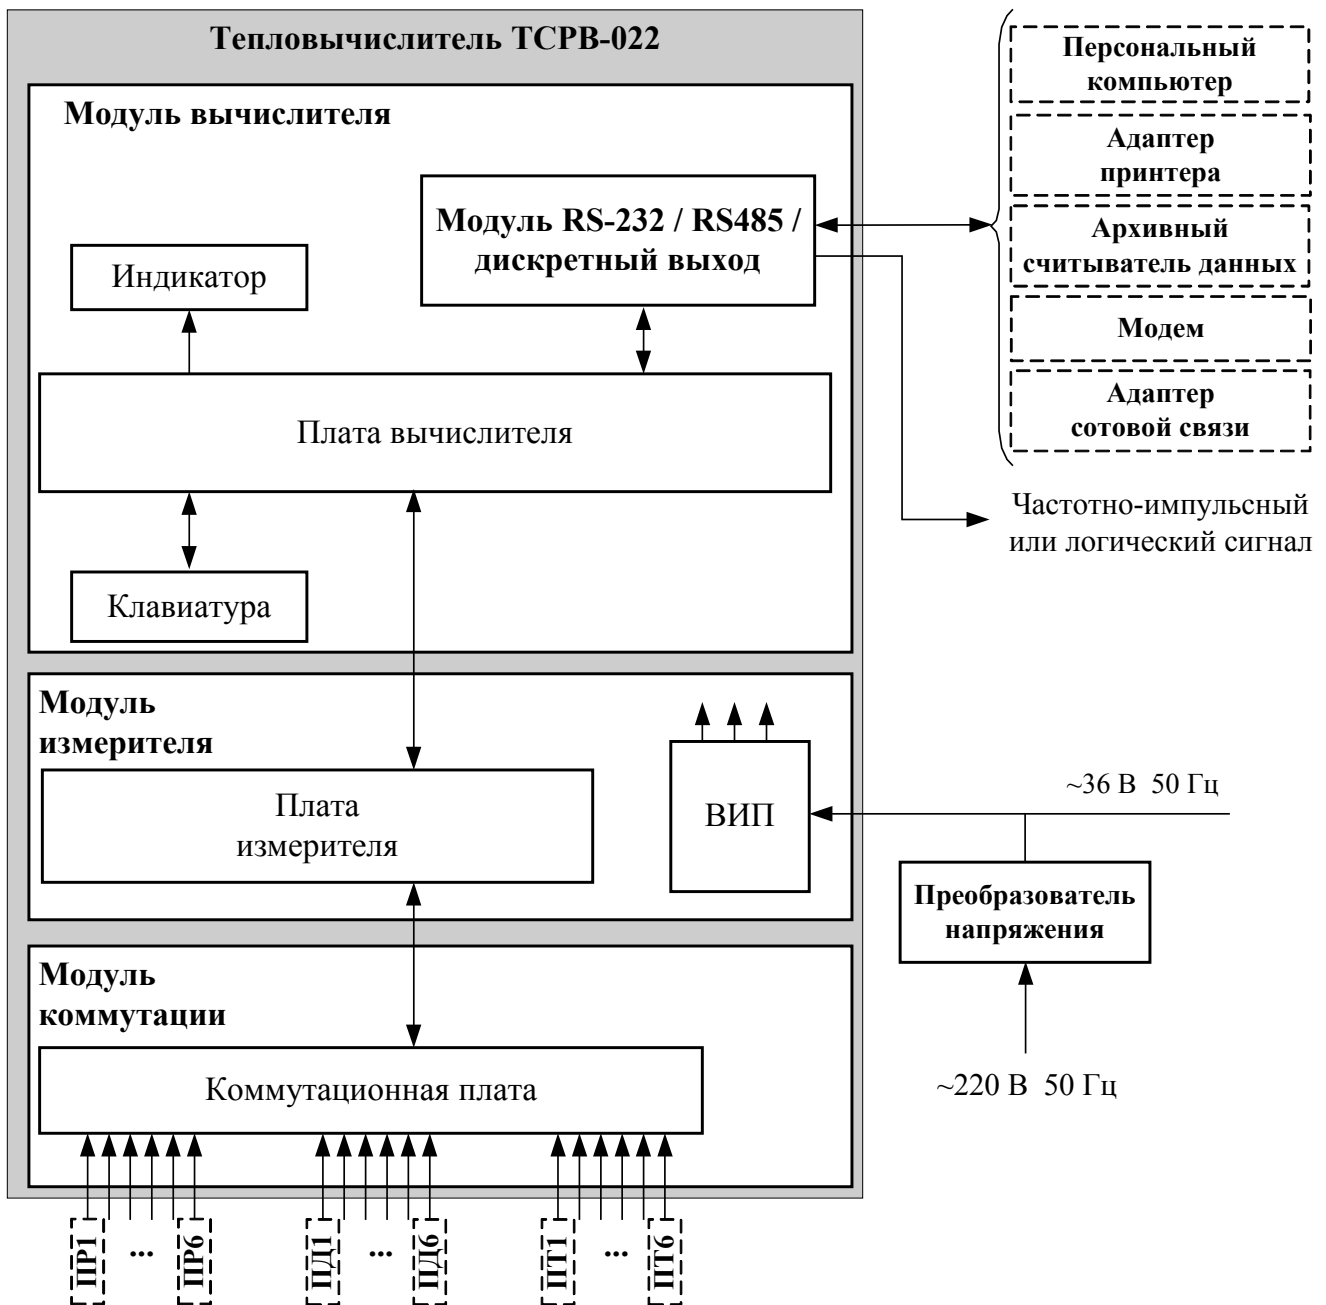 Тепловычислитель ТСРВ-022
Модуль вычислителя
Модуль RS-232 / RS485 /
дискретный выход
Индикатор
Плата вычислителя
Клавиатура
Персональный
компьютер
Адаптер
принтера
Архивный
считыватель данных
Модем
Адаптер
сотовой связи
Частотно-импульсный
или логический сигнал
Модуль
измерителя
Плата
измерителя
ВИП
~36 В 50 Гц
Преобразователь
напряжения
~220 В 50 Гц
Модуль
коммутации
Коммутационная плата
ПР1
...
ПР6
ПД1
...
ПД6
ПТ1
...
ПТ6